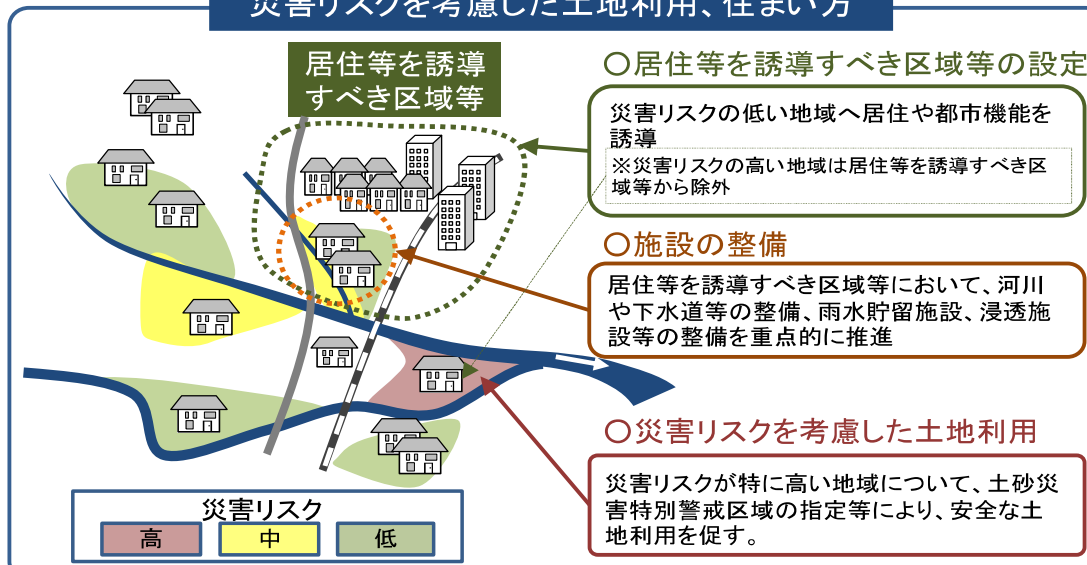 災害リスクを考慮した土地利用、住まい方
居住等を誘導
すべき区域等
○居住等を誘導すべき区域等の設定
災害リスクの低い地域へ居住や都市機能を
誘導
※災害リスクの高い地域は居住等を誘導すべき区
域等から除外
○施設の整備
居住等を誘導すべき区域等において、河川
や下水道等の整備、雨水貯留施設、浸透施
設等の整備を重点的に推進
○災害リスクを考慮した土地利用
災害リスクが特に高い地域について、土砂災
害特別警戒区域の指定等により、安全な土
地利用を促す。
災害リスク
高
中
低